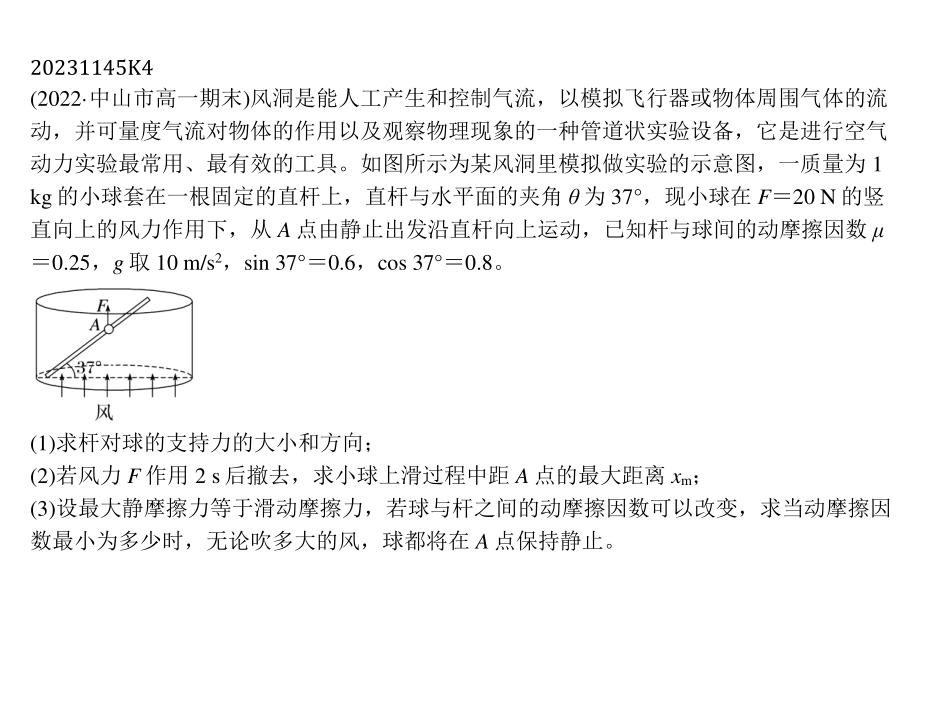 20231145K4
(2022·中山市高一期末)风洞是能人工产生和控制气流，以模拟飞行器或物体周围气体的流
动，并可量度气流对物体的作用以及观察物理现象的一种管道状实验设备，它是进行空气
动力实验最常用、最有效的工具。如图所示为某风洞里模拟做实验的示意图，一质量为 1
kg 的小球套在一根固定的直杆上，直杆与水平面的夹角 θ 为 37°，现小球在 F＝20 N 的竖
直向上的风力作用下，从 A 点由静止出发沿直杆向上运动，已知杆与球间的动摩擦因数 μ
＝0.25，g 取 10 m/s²，sin 37°＝0.6，cos 37°＝0.8。
F
A
37°
风
(1)求杆对球的支持力的大小和方向；
(2)若风力 F 作用 2 s 后撤去，求小球上滑过程中距 A 点的最大距离 xm；
(3)设最大静摩擦力等于滑动摩擦力，若球与杆之间的动摩擦因数可以改变，求当动摩擦因
数最小为多少时，无论吹多大的风，球都将在 A 点保持静止。